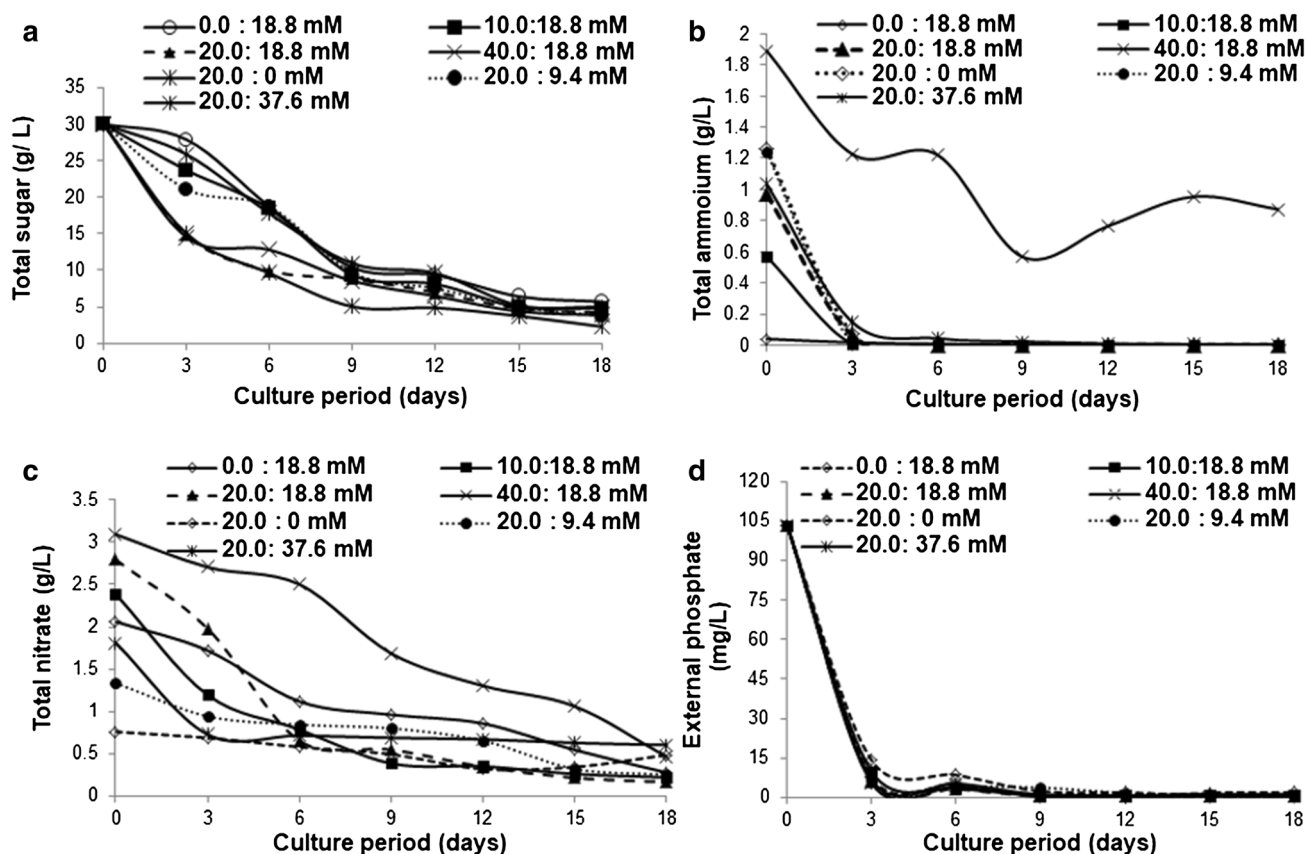 a
0.0 : 18.8 mM
10.0:18.8 mM
20.0: 18.8 mM
40.0: 18.8 mM
20.0 : 0 mM
20.0 : 9.4 mM
20.0: 37.6 mM
Total sugar (g/ L)
35
30
25
20
15
10
5
0
0 3 6 9 12 15 18
Culture period (days)
b
0.0 : 18.8 mM
10.0:18.8 mM
20.0: 18.8 mM
40.0: 18.8 mM
20.0 : 0 mM
20.0 : 9.4 mM
20.0: 37.6 mM
Total ammoium (g/L)
2
1.8
1.6
1.4
1.2
1
0.8
0.6
0.4
0.2
0
0 3 6 9 12 15 18
Culture period (days)
c
0.0 : 18.8 mM
10.0:18.8 mM
20.0: 18.8 mM
40.0: 18.8 mM
20.0 : 0 mM
20.0 : 9.4 mM
20.0: 37.6 mM
Total nitrate (g/L)
3.5
3
2.5
2
1.5
1
0.5
0
0 3 6 9 12 15 18
Culture period (days)
d
0.0 : 18.8 mM
10.0:18.8 mM
20.0: 18.8 mM
40.0: 18.8 mM
20.0 : 0 mM
20.0 : 9.4 mM
20.0: 37.6 mM
External phosphate
(mg/L)
120
105
90
75
60
45
30
15
0
0 3 6 9 12 15 18
Culture period (days)